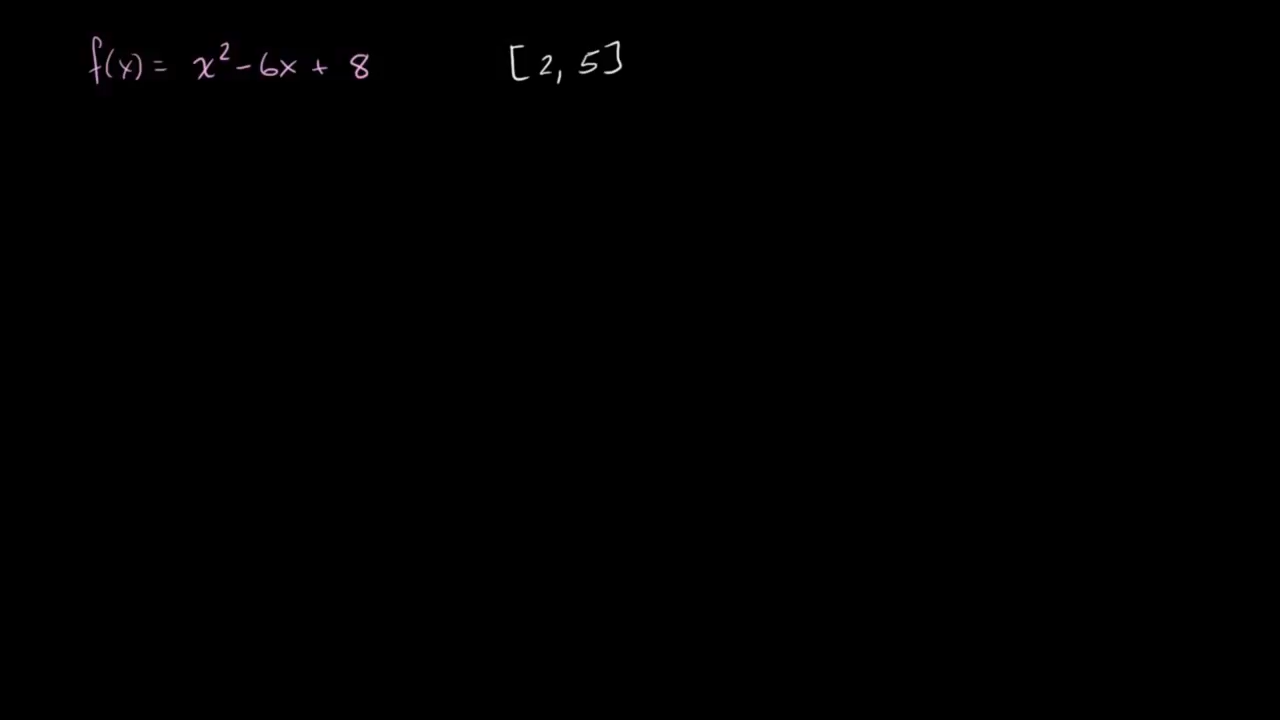 f(x) = x² - 6x + 8 [2, 5]